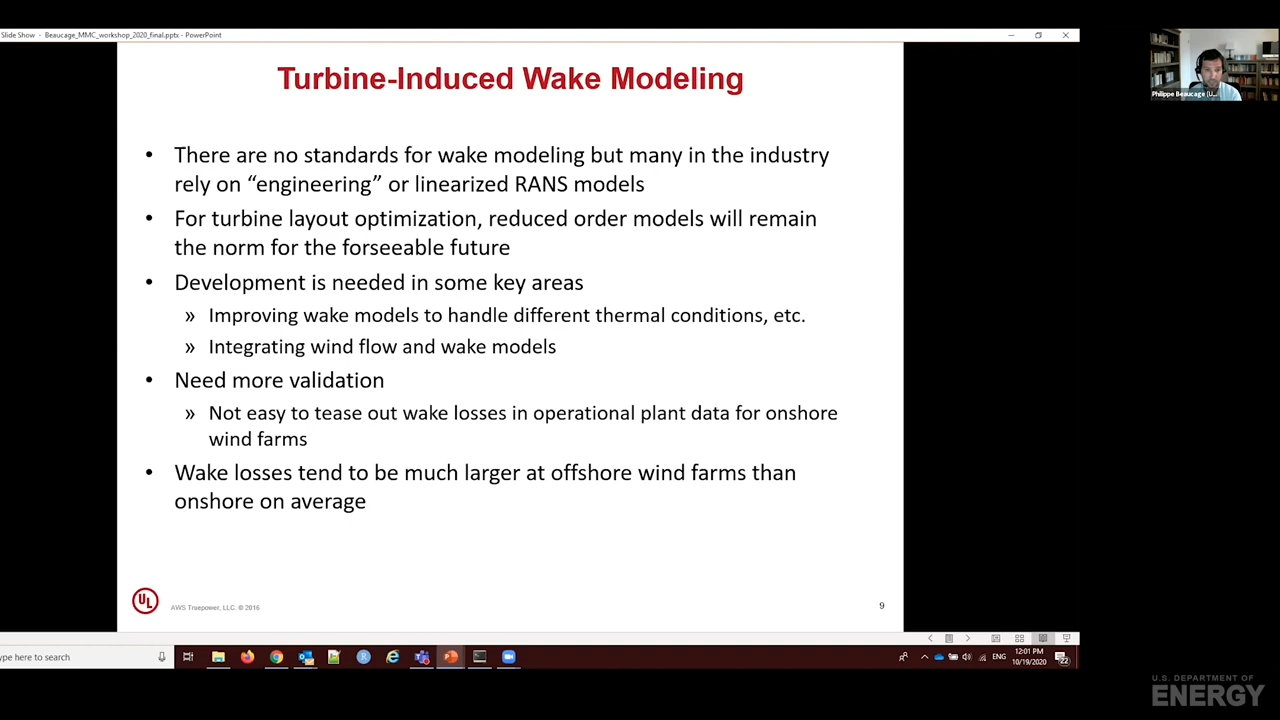 Slide Show - Beaucage_MMC_workshop_2020_final.pptx - PowerPoint
Turbine-Induced Wake Modeling
• There are no standards for wake modeling but many in the industry
rely on “engineering” or linearized RANS models
• For turbine layout optimization, reduced order models will remain
the norm for the forseeable future
• Development is needed in some key areas
» Improving wake models to handle different thermal conditions, etc.
» Integrating wind flow and wake models
• Need more validation
» Not easy to tease out wake losses in operational plant data for onshore
wind farms
• Wake losses tend to be much larger at offshore wind farms than
onshore on average
UL
AWS Truepower, LLC. © 2016
9
Philippe Beaucage (U...
ype here to search
ENG
12:01 PM
10/19/2020
22
U.S. DEPARTMENT OF
ENERGY